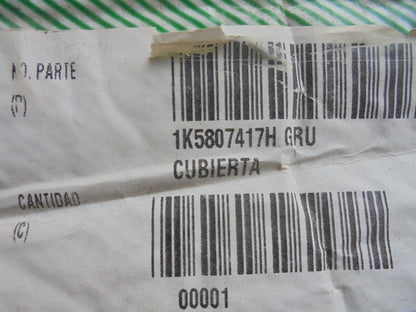 NO. PARTE
(P)
1K5807417H GRU
CUBIERTA
CANTIDAD
(C)
00001